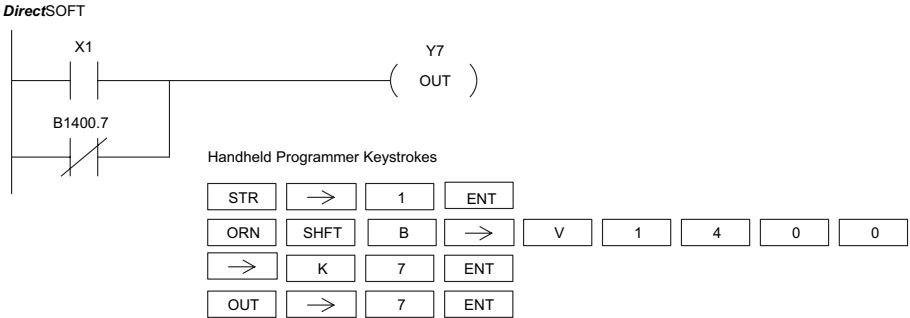 DirectSOFT
X1
Y7
OUT
B1400.7
Handheld Programmer Keystrokes
STR → 1 ENT
ORN SHFT B → V 1 4 0 0
→ K 7 ENT
OUT → 7 ENT